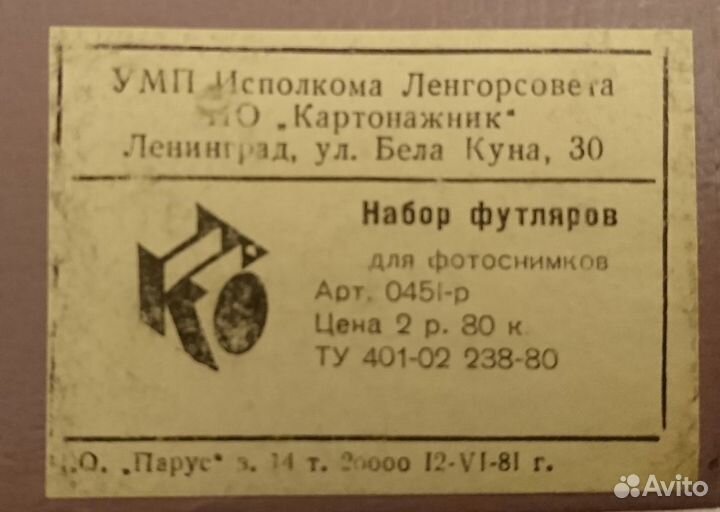 УМП Исполкома Ленгорсовета
ПО „Картонажник“
Ленинград, ул. Бела Куна, 30
Набор футляров
для фотоснимков
Арт. 0451-р
Цена 2 р. 80 к.
ТУ 401-02 238-80
П.О. „Парус“ з. 14 т. 20000 12-VI-81 г.
Avito